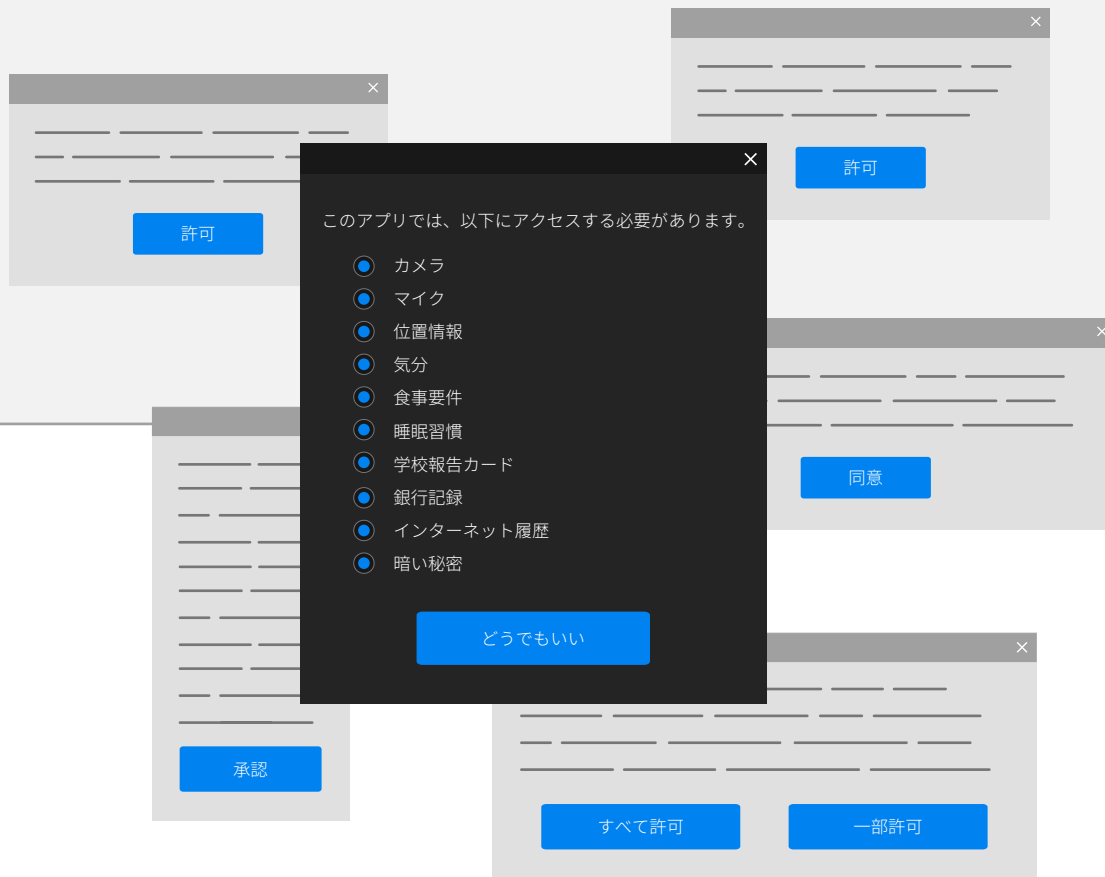 許可
許可
このアプリでは、以下にアクセスする必要があります。
カメラ
マイク
位置情報
気分
食事要件
睡眠習慣
学校報告カード
銀行記録
インターネット履歴
暗い秘密
どうでもいい
同意
承認
すべて許可
一部許可